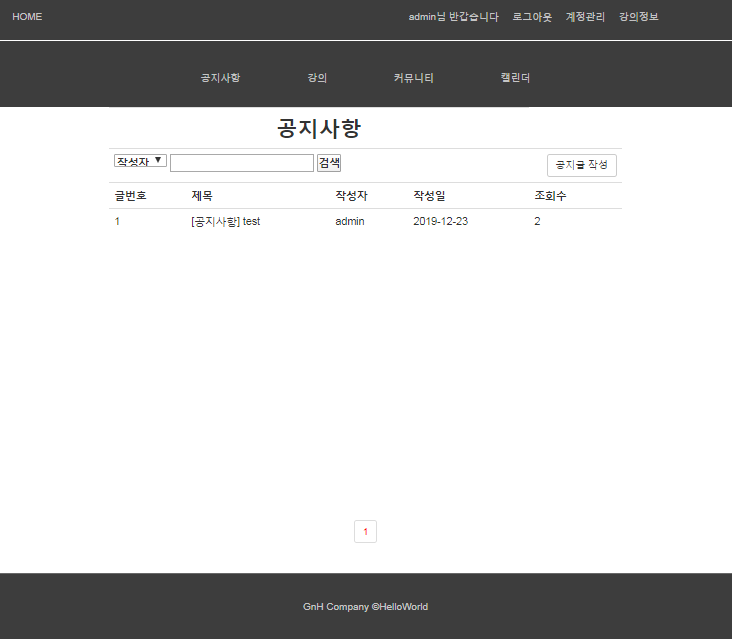 HOME admin님 반갑습니다 로그아웃 계정관리 강의정보
공지사항 강의 커뮤니티 캘린더
공지사항
작성자 ▼ 검색 공지글 작성
글번호 제목 작성자 작성일 조회수
1 [공지사항] test admin 2019-12-23 2
1
GnH Company ©HelloWorld